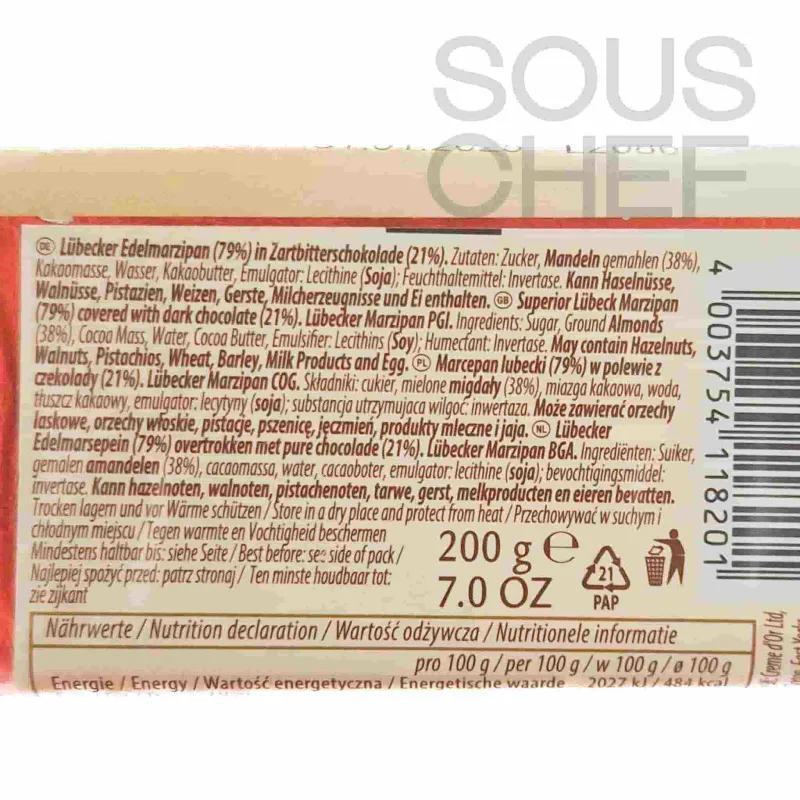 SOUS
CHEF
DE Lübecker Edelmarzipan (79%) in Zartbitterschokolade (21%). Zutaten: Zucker, Mandeln gemahlen (38%),
Kakaomasse, Wasser, Kakaobutter, Emulgator: Lecithine (Soja); Feuchthaltemittel: Invertase. Kann Haselnüsse,
Walnüsse, Pistazien, Weizen, Gerste, Milcherzeugnisse und Ei enthalten. GB Superior Lübeck Marzipan
(79%) covered with dark chocolate (21%). Lübecker Marzipan PGI. Ingredients: Sugar, Ground Almonds
(38%), Cocoa Mass, Water, Cocoa Butter, Emulsifier: Lecithins (Soy); Humectant: Invertase. May contain Hazelnuts,
Walnuts, Pistachios, Wheat, Barley, Milk Products and Egg. PL Marcepan lubecki (79%) w polewie z
czekolady (21%). Lübecker Marzipan COG. Składniki: cukier, mielone migdały (38%), miazga kakaowa, woda,
tłuszcz kakaowy, emulgator: lecytyny (soja); substancja utrzymująca wilgoć: inwertaza. Może zawierać orzechy
laskowe, orzechy włoskie, pistacje, pszenicę, jęczmień, produkty mleczne i jaja. NL Lübecker
Edelmarsepein (79%) overtrokken met pure chocolade (21%). Lübecker Marzipan BGA. Ingrediënten: Suiker,
gemalen amandelen (38%), cacaomassa, water, cacaoboter, emulgator: lecithine (soja); bevochtigingsmiddel:
invertase. Kann hazelnoten, walnoten, pistachenoten, tarwe, gerst, melkproducten en eieren bevatten.
Trocken lagern und vor Wärme schützen / Store in a dry place and protect from heat / Przechowywać w suchym i
chłodnym miejscu / Tegen warmte en Vochtigheid beschermen
Mindestens haltbar bis: siehe Seite / Best before: see side of pack /
Najlepiej spożyć przed: patrz stronaj / Ten minste houdbaar tot:
zie zijkant
200 g e
7.0 OZ
21
PAP
4 003754 118201
Nährwerte / Nutrition declaration / Wartość odżywcza / Nutritionele informatie
pro 100 g / per 100 g / w 100 g / ø 100 g
Energie / Energy / Wartość energetyczna / Energetische waarde 2027 kJ / 484 kcal